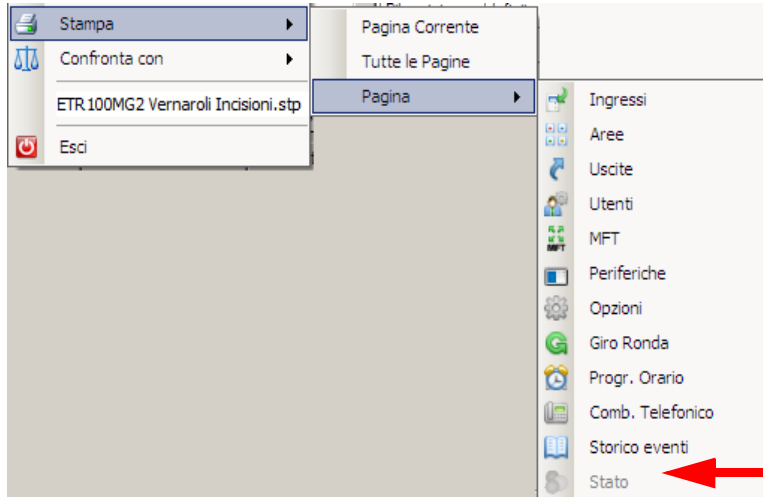 Stampa
Confronta con
ETR100MG2 Vernaroli Incisioni.stp
Esci
Pagina Corrente
Tutte le Pagine
Pagina
Ingressi
Aree
Uscite
Utenti
MFT
MFT
Periferiche
Opzioni
Giro Ronda
Progr. Orario
Comb. Telefonico
Storico eventi
Stato